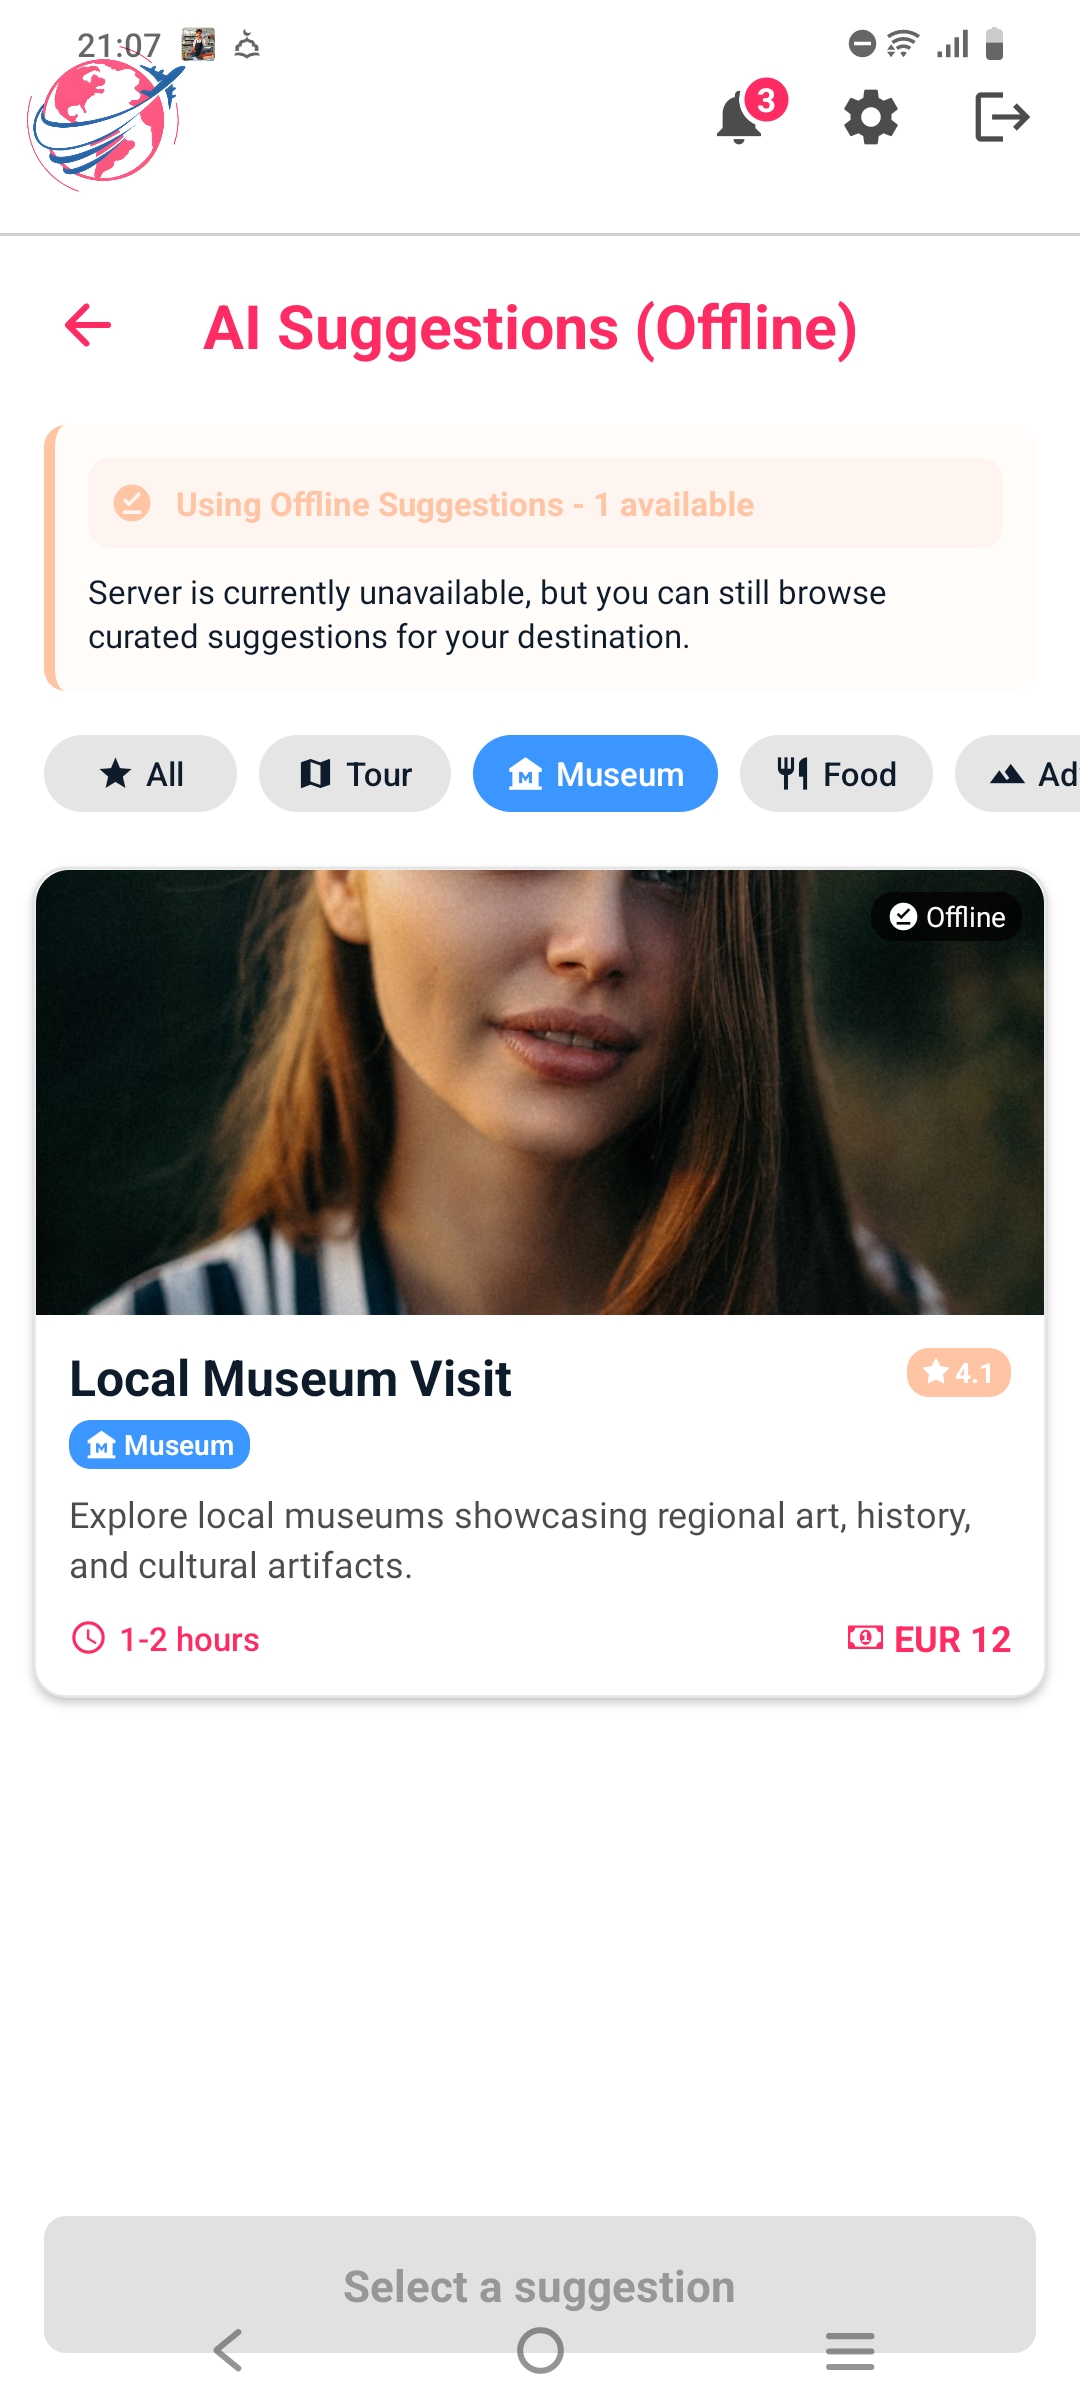 21:07
3
AI Suggestions (Offline)
Using Offline Suggestions - 1 available
Server is currently unavailable, but you can still browse
curated suggestions for your destination.
All
Tour
Museum
Food
Ad
Offline
Local Museum Visit
4.1
Museum
Explore local museums showcasing regional art, history,
and cultural artifacts.
1-2 hours
EUR 12
Select a suggestion